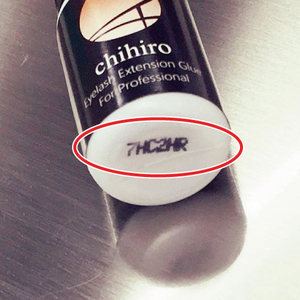 chihiro
Eyelash Extension Glue
For Professional
7HC2HR